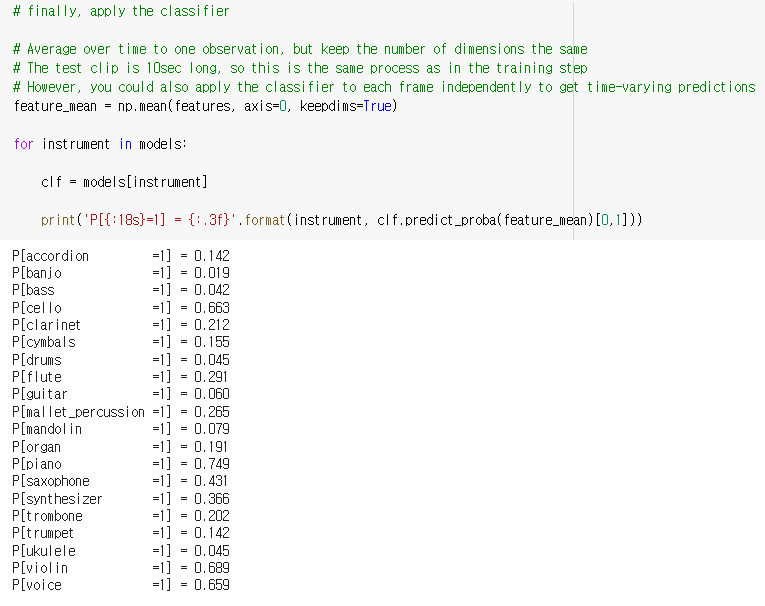 # finally, apply the classifier
# Average over time to one observation, but keep the number of dimensions the same
# The test clip is 10sec long, so this is the same process as in the training step
# However, you could also apply the classifier to each frame independently to get time-varying predictions
feature_mean = np.mean(features, axis=0, keepdims=True)
for instrument in models:
    clf = models[instrument]
    print('P[{:18s}=1] = {:.3f}'.format(instrument, clf.predict_proba(feature_mean)[0,1]))
P[accordion         =1] = 0.142
P[banjo             =1] = 0.019
P[bass              =1] = 0.042
P[cello             =1] = 0.663
P[clarinet          =1] = 0.212
P[cymbals           =1] = 0.155
P[drums             =1] = 0.045
P[flute             =1] = 0.291
P[guitar            =1] = 0.060
P[mallet_percussion =1] = 0.265
P[mandolin          =1] = 0.079
P[organ             =1] = 0.191
P[piano             =1] = 0.749
P[saxophone         =1] = 0.431
P[synthesizer       =1] = 0.366
P[trombone          =1] = 0.202
P[trumpet           =1] = 0.142
P[ukulele           =1] = 0.045
P[violin            =1] = 0.689
P[voice             =1] = 0.659